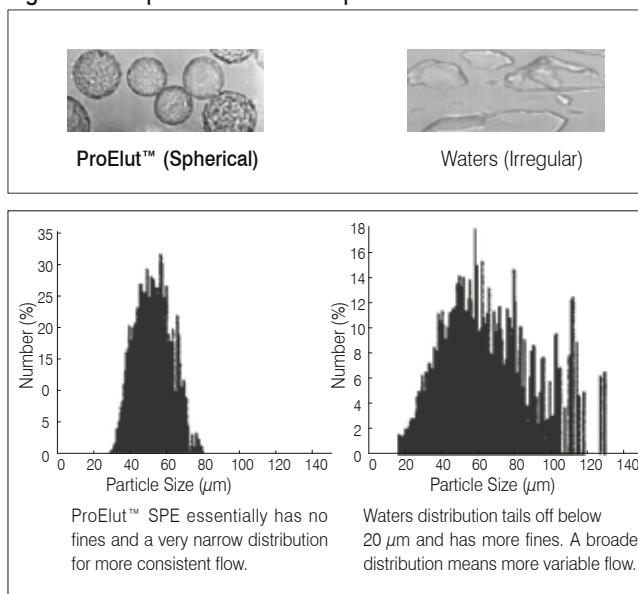 ProElut™ (Spherical)
Waters (Irregular)
35
30
25
20
15
0
5
0
Number (%)
0 20 40 60 80 100 120 140
Particle Size (µm)
ProElut™ SPE essentially has no
fines and a very narrow distribution
for more consistent flow.
18
16
14
12
10
8
6
4
2
0
Number (%)
0 20 40 60 80 100 120 140
Particle Size (µm)
Waters distribution tails off below
20 µm and has more fines. A broade
distribution means more variable flow.